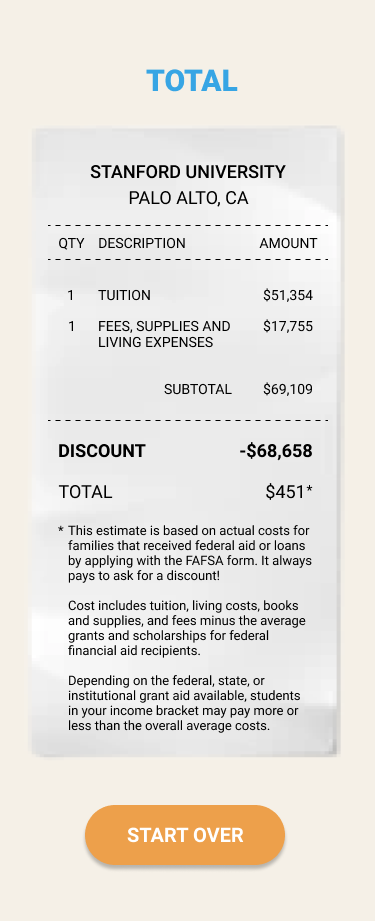 TOTAL
STANFORD UNIVERSITY
PALO ALTO, CA
QTY DESCRIPTION AMOUNT
1 TUITION $51,354
1 FEES, SUPPLIES AND $17,755
LIVING EXPENSES
SUBTOTAL $69,109
DISCOUNT -$68,658
TOTAL $451*
* This estimate is based on actual costs for
families that received federal aid or loans
by applying with the FAFSA form. It always
pays to ask for a discount!
Cost includes tuition, living costs, books
and supplies, and fees minus the average
grants and scholarships for federal
financial aid recipients.
Depending on the federal, state, or
institutional grant aid available, students
in your income bracket may pay more or
less than the overall average costs.
START OVER